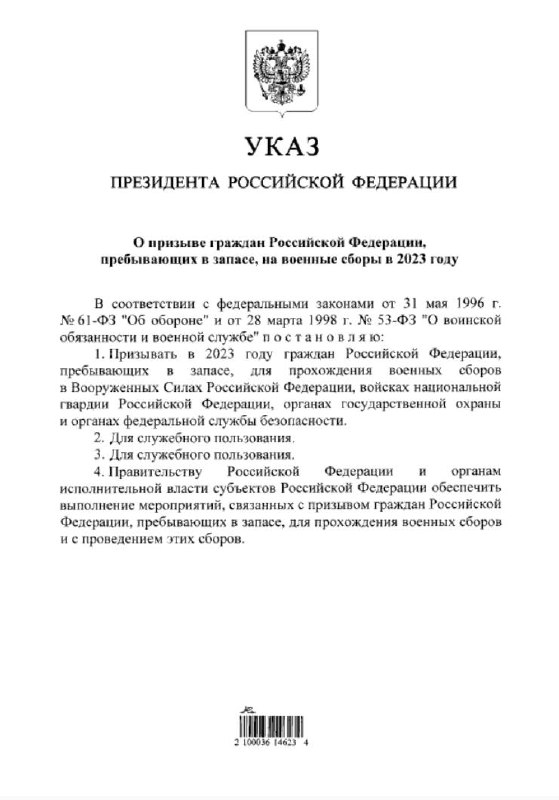 УКАЗ
ПРЕЗИДЕНТА РОССИЙСКОЙ ФЕДЕРАЦИИ
О призыве граждан Российской Федерации,
пребывающих в запасе, на военные сборы в 2023 году
В соответствии с федеральными законами от 31 мая 1996 г.
№ 61-ФЗ "Об обороне" и от 28 марта 1998 г. № 53-ФЗ "О воинской
обязанности и военной службе" п о с т а н о в л я ю:
1. Призывать в 2023 году граждан Российской Федерации,
пребывающих в запасе, для прохождения военных сборов
в Вооруженных Силах Российской Федерации, войсках национальной
гвардии Российской Федерации, органах государственной охраны
и органах федеральной службы безопасности.
2. Для служебного пользования.
3. Для служебного пользования.
4. Правительству Российской Федерации и органам
исполнительной власти субъектов Российской Федерации обеспечить
выполнение мероприятий, связанных с призывом граждан Российской
Федерации, пребывающих в запасе, для прохождения военных сборов
и с проведением этих сборов.
2 100036 14623 4